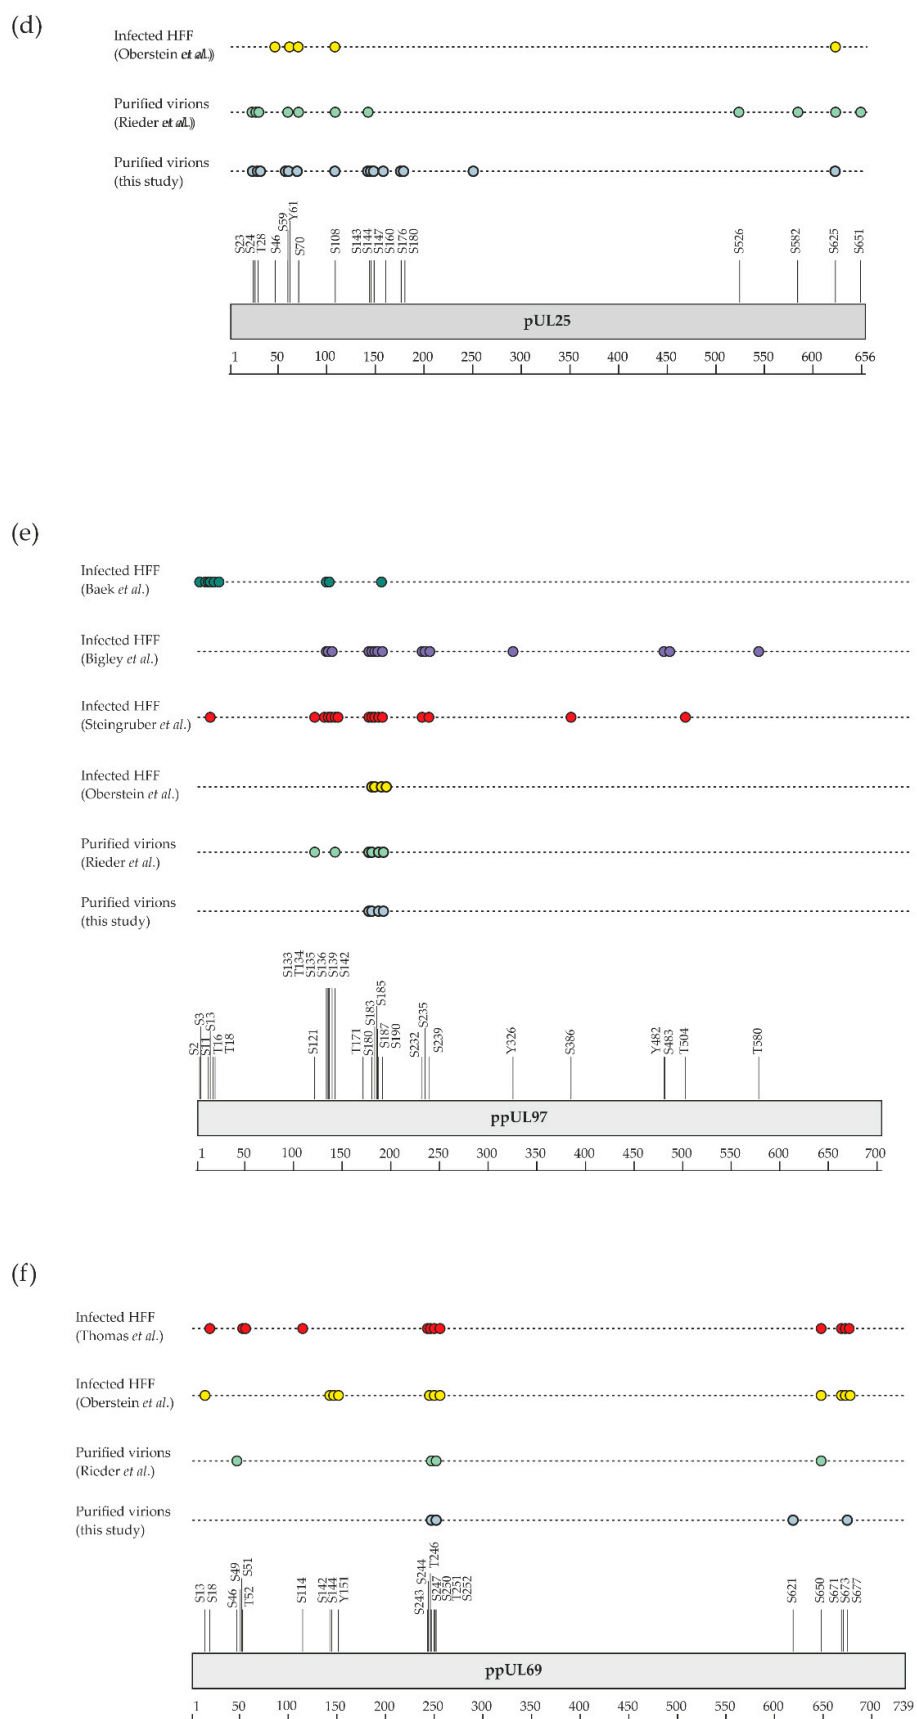 (d)
Infected HFF
(Oberstein et al.)
Purified virions
(Rieder et al.)
Purified virions
(this study)
S23 S24 T28 S46 S59 Y61 S70 S108 S143 S144 S147 S160 S176 S180 S526 S582 S625 S651
pUL25
1 50 100 150 200 250 300 350 400 450 500 550 600 656
(e)
Infected HFF
(Baek et al.)
Infected HFF
(Bigley et al.)
Infected HFF
(Steingruber et al.)
Infected HFF
(Oberstein et al.)
Purified virions
(Rieder et al.)
Purified virions
(this study)
S133 T134 S135 S136 S139 S142
S2 S3 S11 S13 T16 T18 S121 T171 S180 S183 S185 S187 S190 S232 S235 S239 Y326 S386 Y482 S483 T504 T580
ppUL97
1 50 100 150 200 250 300 350 400 450 500 550 600 650 700
(f)
Infected HFF
(Thomas et al.)
Infected HFF
(Oberstein et al.)
Purified virions
(Rieder et al.)
Purified virions
(this study)
S13 S18 S46 S49 S51 T52 S114 S142 S144 Y151 S243 S244 T246 S247 S250 T251 S252 S621 S650 S671 S673 S677
ppUL69
1 50 100 150 200 250 300 350 400 450 500 550 600 650 700 739